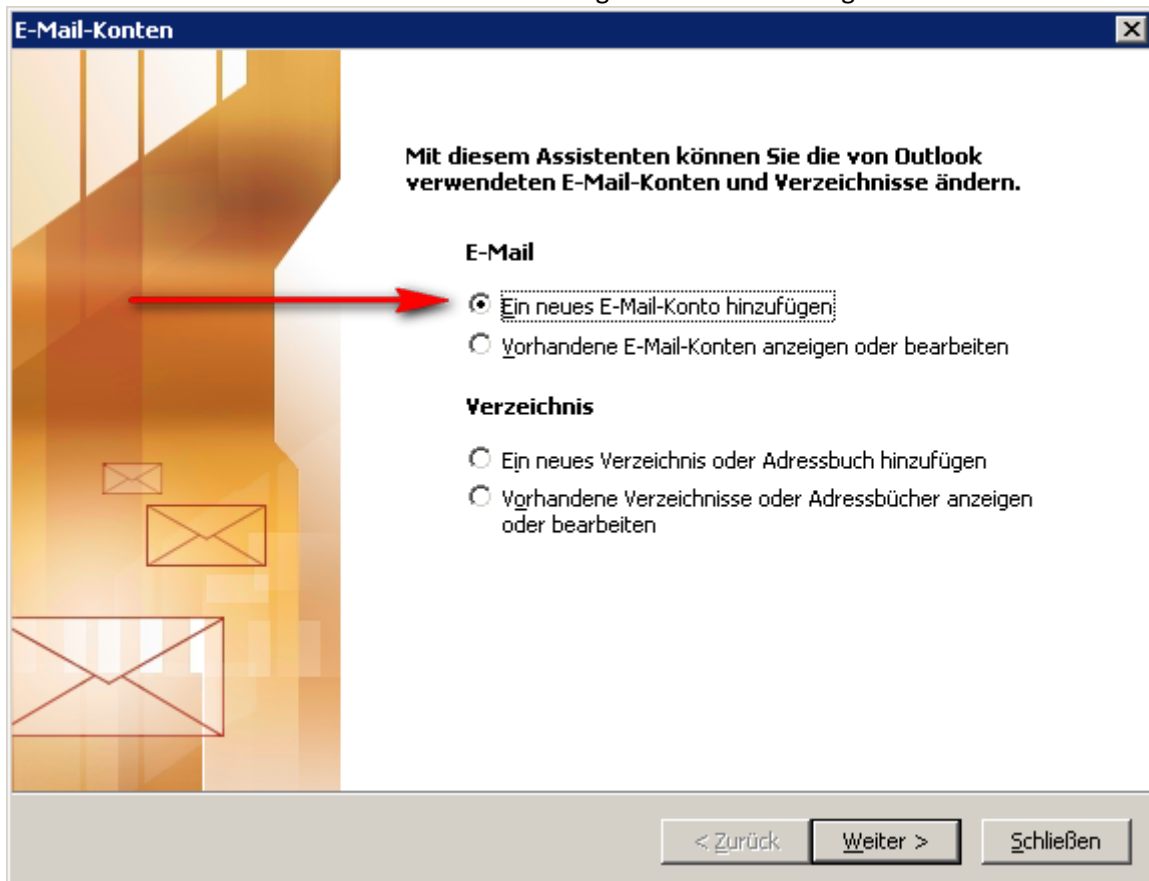 E-Mail-Konten
Mit diesem Assistenten können Sie die von Outlook
verwendeten E-Mail-Konten und Verzeichnisse ändern.
E-Mail
Ein neues E-Mail-Konto hinzufügen
Vorhandene E-Mail-Konten anzeigen oder bearbeiten
Verzeichnis
Ein neues Verzeichnis oder Adressbuch hinzufügen
Vorhandene Verzeichnisse oder Adressbücher anzeigen
oder bearbeiten
< Zurück Weiter > Schließen